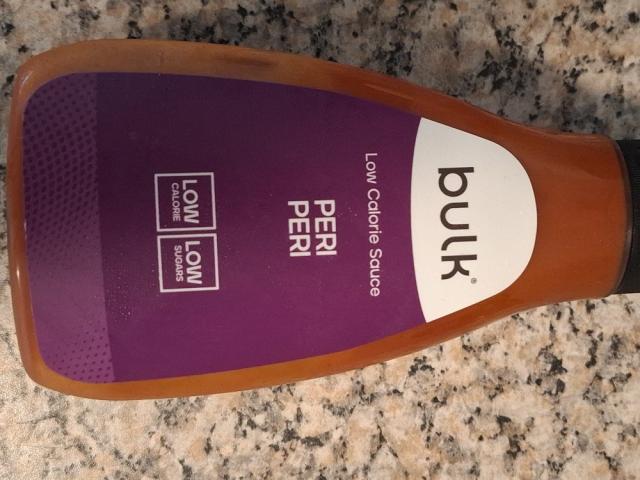 bulk®
Low Calorie Sauce
PERI
PERI
LOW
CALORIE
LOW
SUGARS